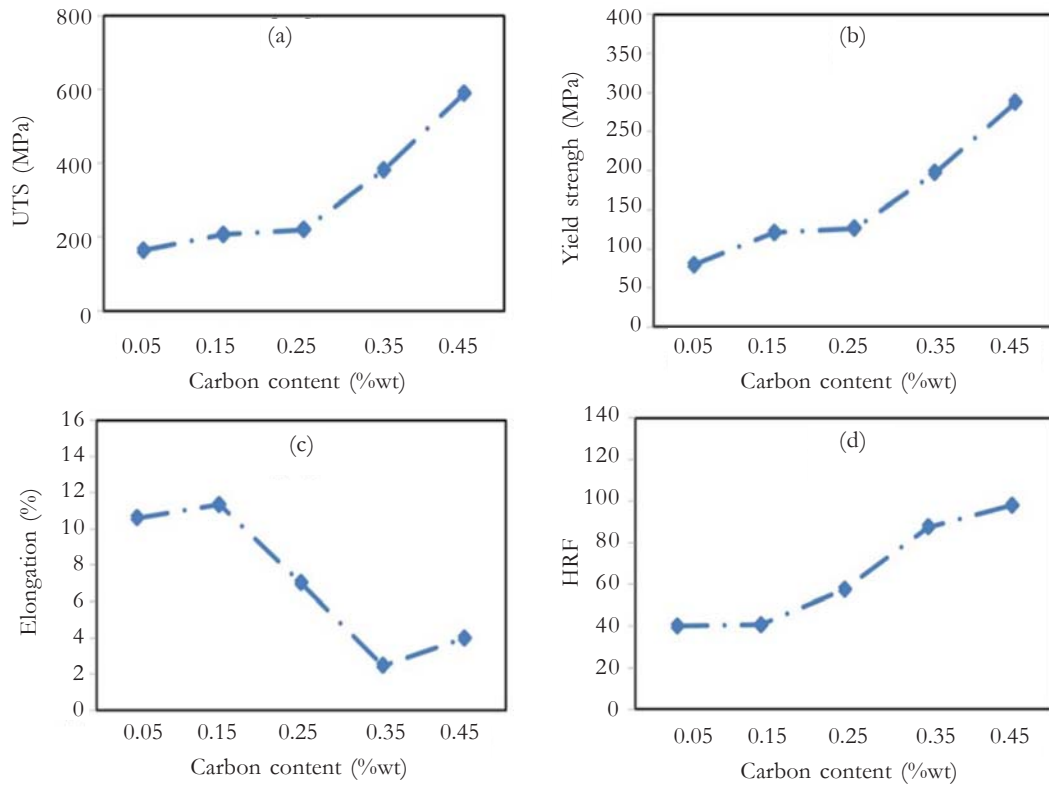 (a)
800
600
400
200
0
UTS (MPa)
0.05 0.15 0.25 0.35 0.45
Carbon content (%wt)
(b)
400
350
300
250
200
150
100
50
0
Yield strengh (MPa)
0.05 0.15 0.25 0.35 0.45
Carbon content (%wt)
(c)
16
14
12
10
8
6
4
2
0
Elongation (%)
0.05 0.15 0.25 0.35 0.45
Carbon content (%wt)
(d)
140
120
100
80
60
40
20
0
HRF
0.05 0.15 0.25 0.35 0.45
Carbon content (%wt)